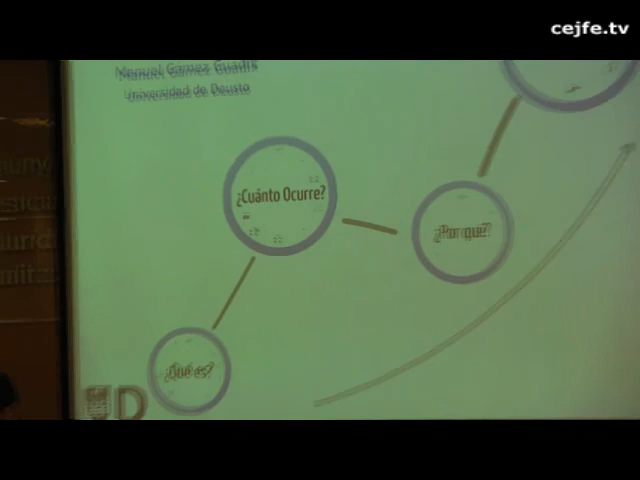 cejfe.tv
Manuel Gámez Guadix
Universidad de Deusto
¿Cuánto Ocurre?
¿Por qué?
¿Qué es?
D